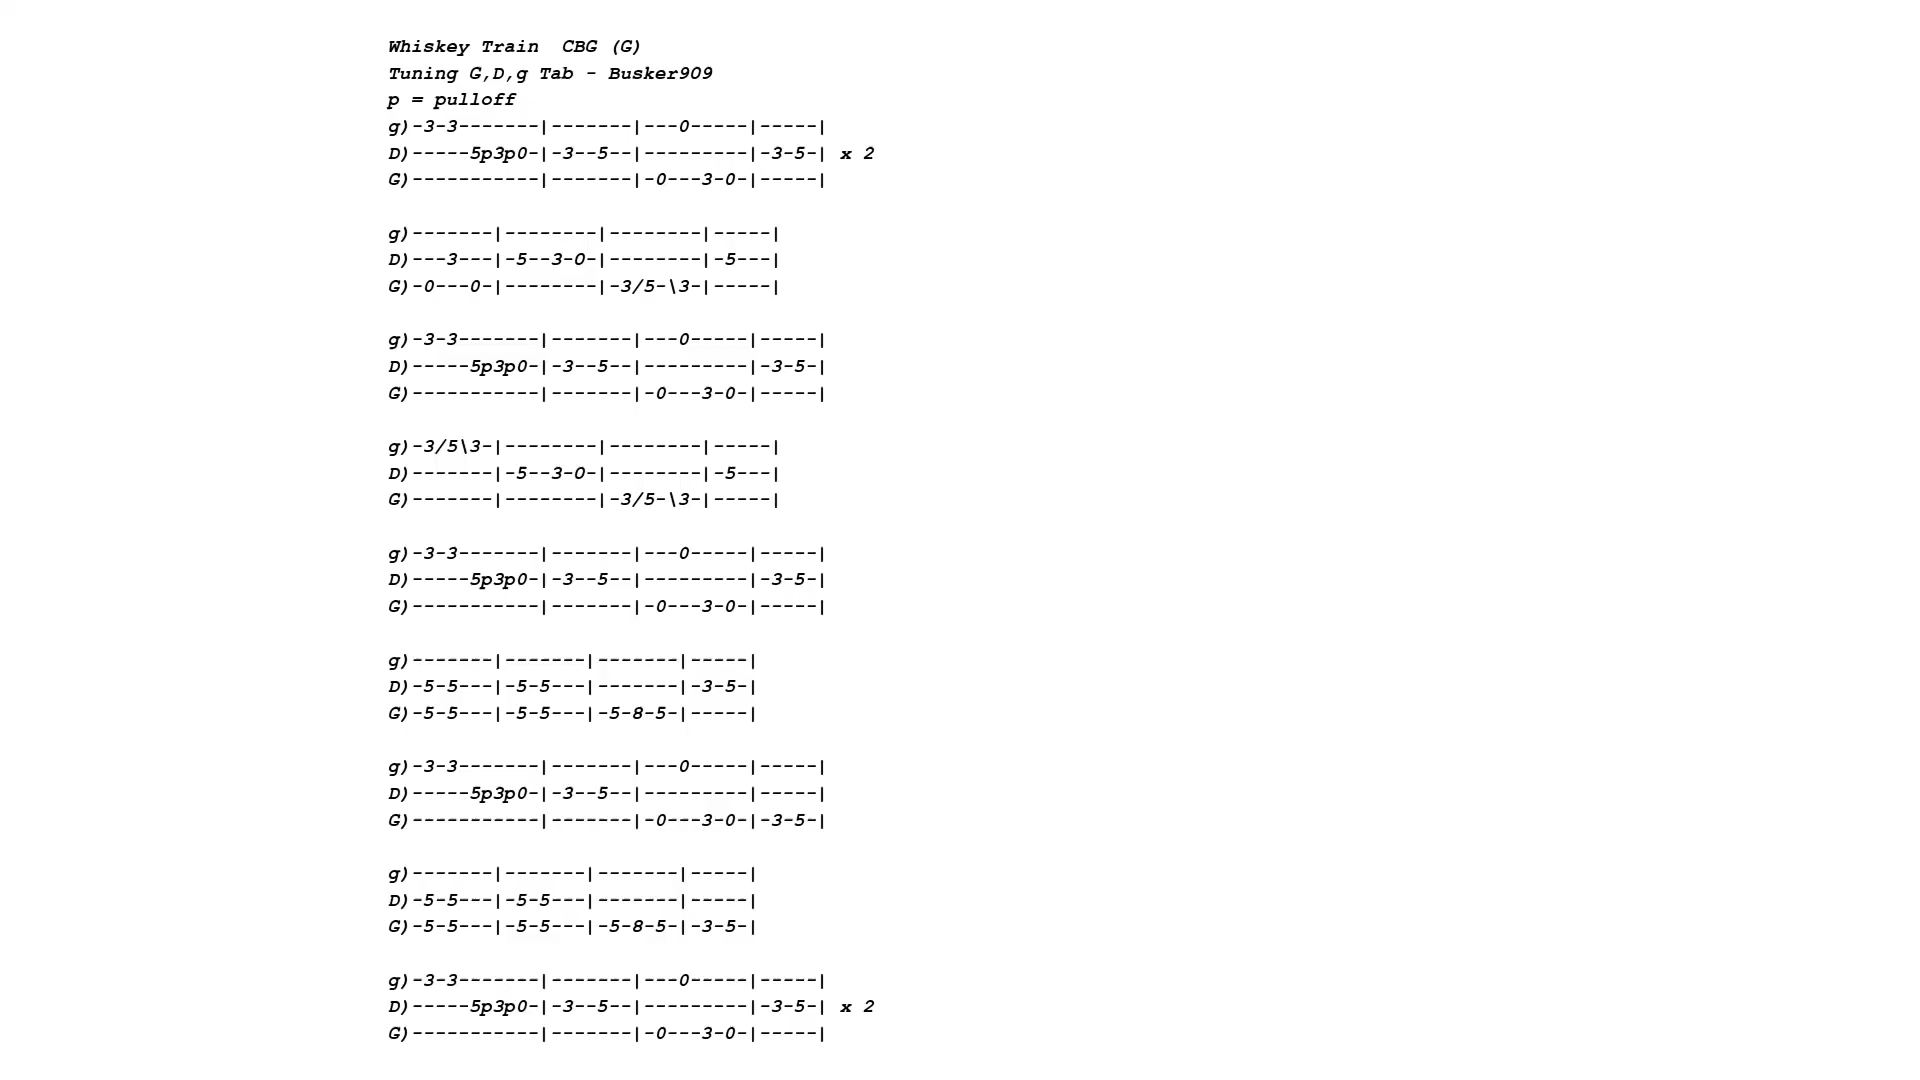 Whiskey Train  CBG (G)
Tuning G,D,g Tab - Busker909
p = pulloff
g)-3-3-------|-------|---0-----|-----|
D)-----5p3p0-|-3--5--|---------|-3-5-| x 2
G)-----------|-------|-0---3-0-|-----|

g)-------|--------|--------|-----|
D)---3---|-5--3-0-|--------|-5---|
G)-0---0-|--------|-3/5-\3-|-----|

g)-3-3-------|-------|---0-----|-----|
D)-----5p3p0-|-3--5--|---------|-3-5-|
G)-----------|-------|-0---3-0-|-----|

g)-3/5\3-|--------|--------|-----|
D)-------|-5--3-0-|--------|-5---|
G)-------|--------|-3/5-\3-|-----|

g)-3-3-------|-------|---0-----|-----|
D)-----5p3p0-|-3--5--|---------|-3-5-|
G)-----------|-------|-0---3-0-|-----|

g)-------|-------|-------|-----|
D)-5-5---|-5-5---|-------|-3-5-|
G)-5-5---|-5-5---|-5-8-5-|-----|

g)-3-3-------|-------|---0-----|-----|
D)-----5p3p0-|-3--5--|---------|-----|
G)-----------|-------|-0---3-0-|-3-5-|

g)-------|-------|-------|-----|
D)-5-5---|-5-5---|-------|-----|
G)-5-5---|-5-5---|-5-8-5-|-3-5-|

g)-3-3-------|-------|---0-----|-----|
D)-----5p3p0-|-3--5--|---------|-3-5-| x 2
G)-----------|-------|-0---3-0-|-----|